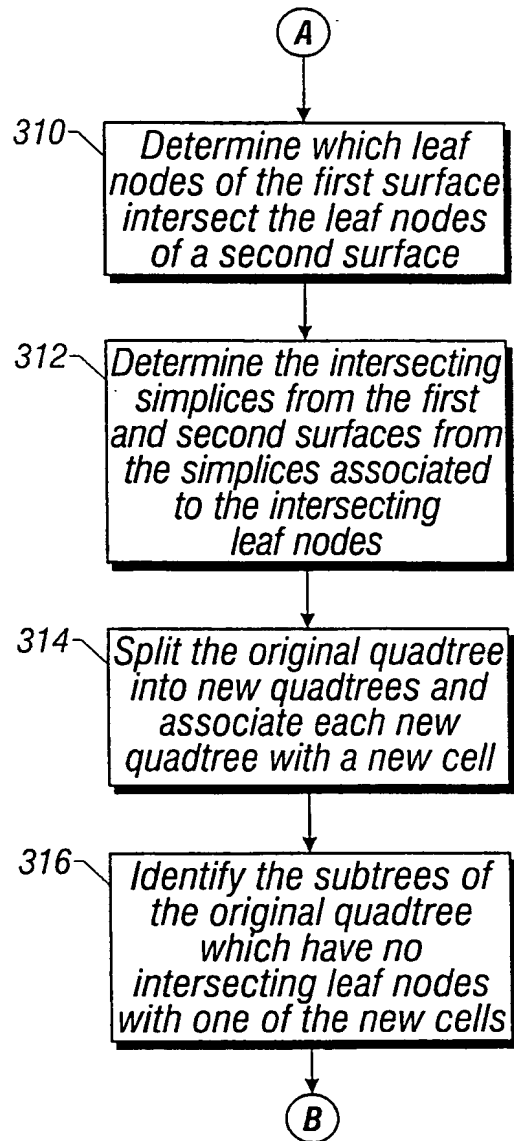 A
310
Determine which leaf
nodes of the first surface
intersect the leaf nodes
of a second surface
312
Determine the intersecting
simplices from the first
and second surfaces from
the simplices associated
to the intersecting
leaf nodes
314
Split the original quadtree
into new quadtrees and
associate each new
quadtree with a new cell
316
Identify the subtrees of
the original quadtree
which have no
intersecting leaf nodes
with one of the new cells
B